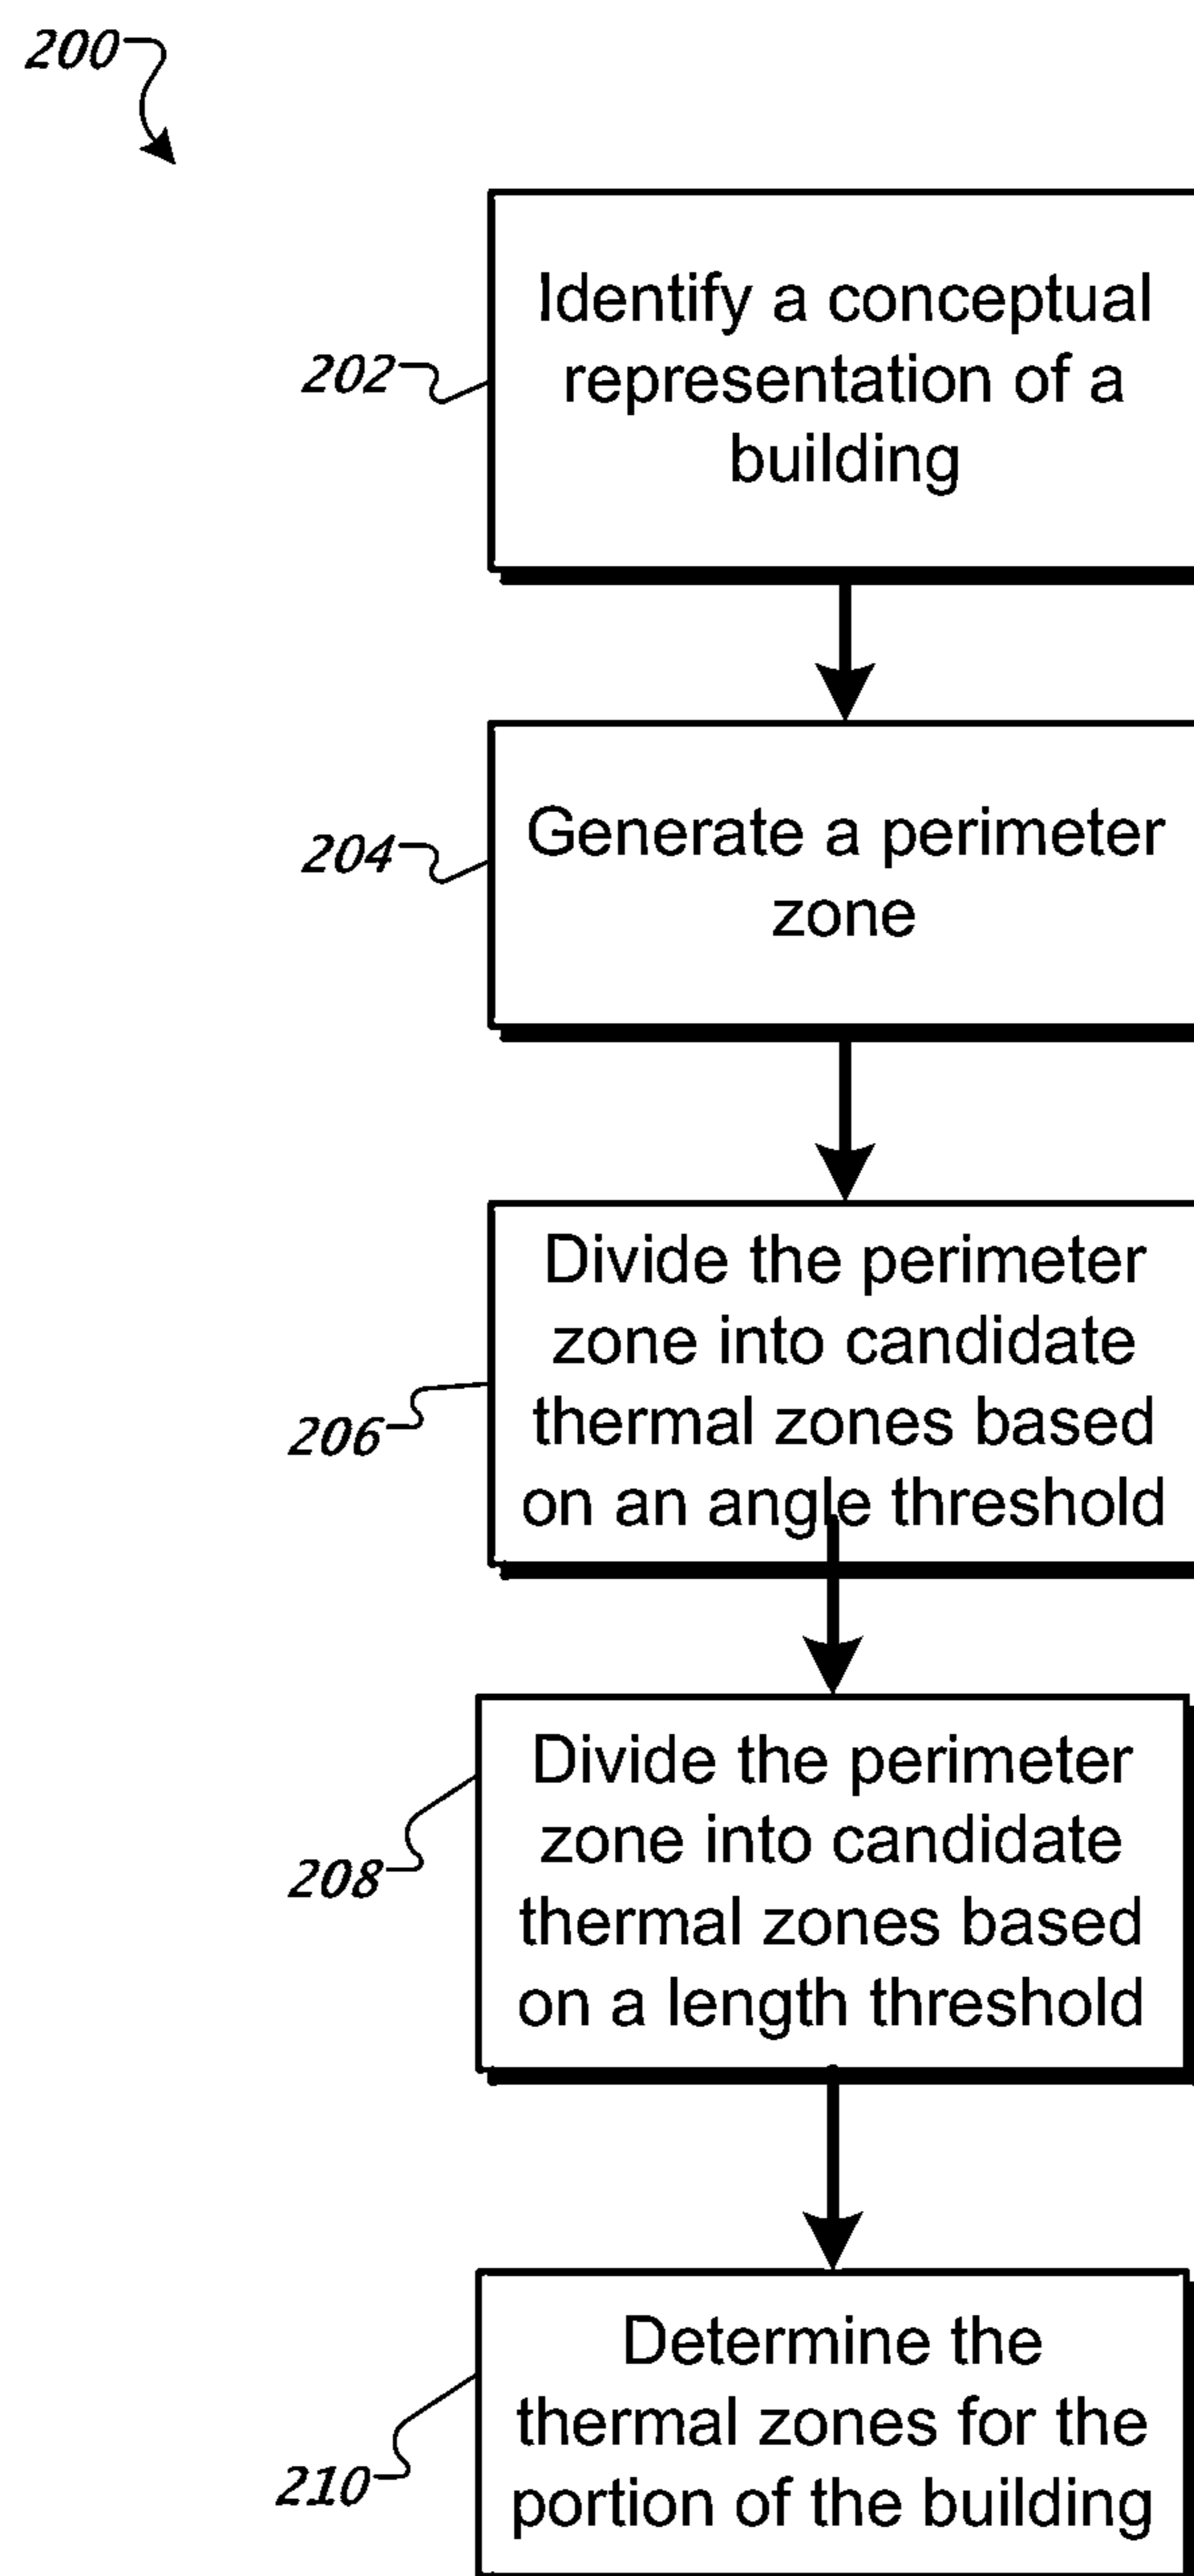 200
Identify a conceptual
representation of a
building
202
Generate a perimeter
zone
204
Divide the perimeter
zone into candidate
thermal zones based
on an angle threshold
206
Divide the perimeter
zone into candidate
thermal zones based
on a length threshold
208
Determine the
thermal zones for the
portion of the building
210